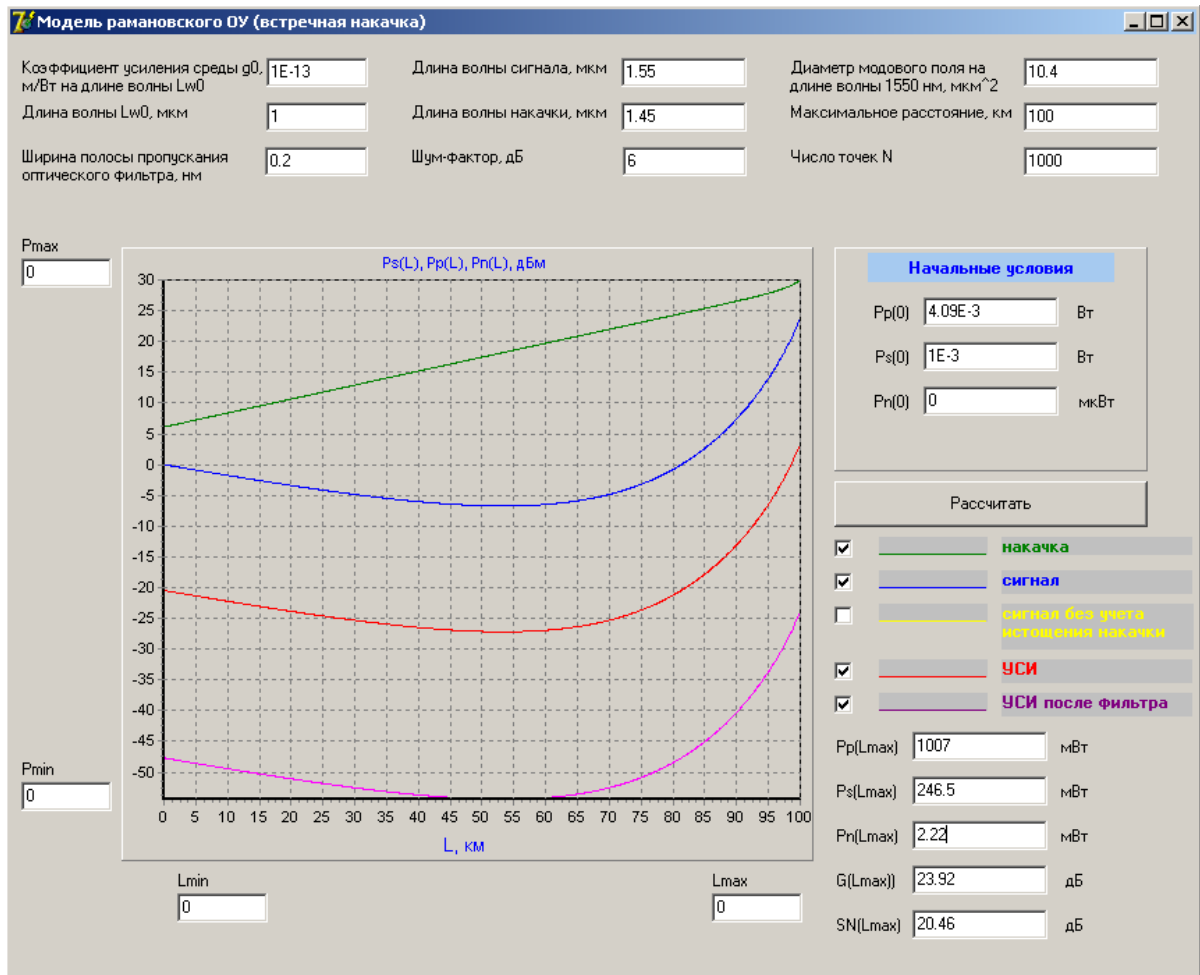 Модель рамановского ОУ (встречная накачка)
Коэффициент усиления среды g0,
м/Вт на длине волны Lw0
1E-13
Длина волны сигнала, мкм
1.55
Диаметр модового поля на
длине волны 1550 нм, мкм^2
10.4
Длина волны Lw0, мкм
1
Длина волны накачки, мкм
1.45
Максимальное расстояние, км
100
Ширина полосы пропускания
оптического фильтра, нм
0.2
Шум-фактор, дБ
6
Число точек N
1000
Pmax
0
Ps(L), Pp(L), Pn(L), дБм
30
25
20
15
10
5
0
-5
-10
-15
-20
-25
-30
-35
-40
-45
-50
0 5 10 15 20 25 30 35 40 45 50 55 60 65 70 75 80 85 90 95 100
L, км
Pmin
0
Lmin
0
Lmax
0
Начальные условия
Pp(0) 4.09E-3 Вт
Ps(0) 1E-3 Вт
Pn(0) 0 мкВт
Рассчитать
накачка
сигнал
сигнал без учета
истощения накачки
УСИ
УСИ после фильтра
Pp(Lmax) 1007 мВт
Ps(Lmax) 246.5 мВт
Pn(Lmax) 2.22 мВт
G(Lmax)) 23.92 дБ
SN(Lmax) 20.46 дБ